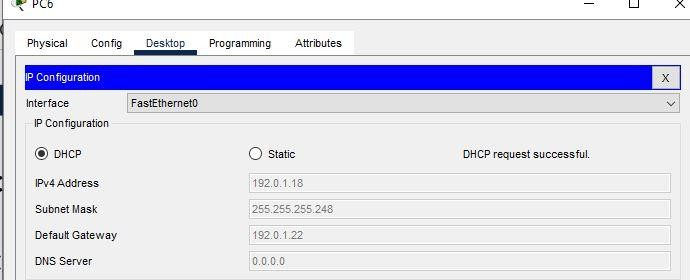 PC6
Physical Config Desktop Programming Attributes
IP Configuration X
Interface FastEthernet0
IP Configuration
DHCP Static DHCP request successful.
IPv4 Address 192.0.1.18
Subnet Mask 255.255.255.248
Default Gateway 192.0.1.22
DNS Server 0.0.0.0